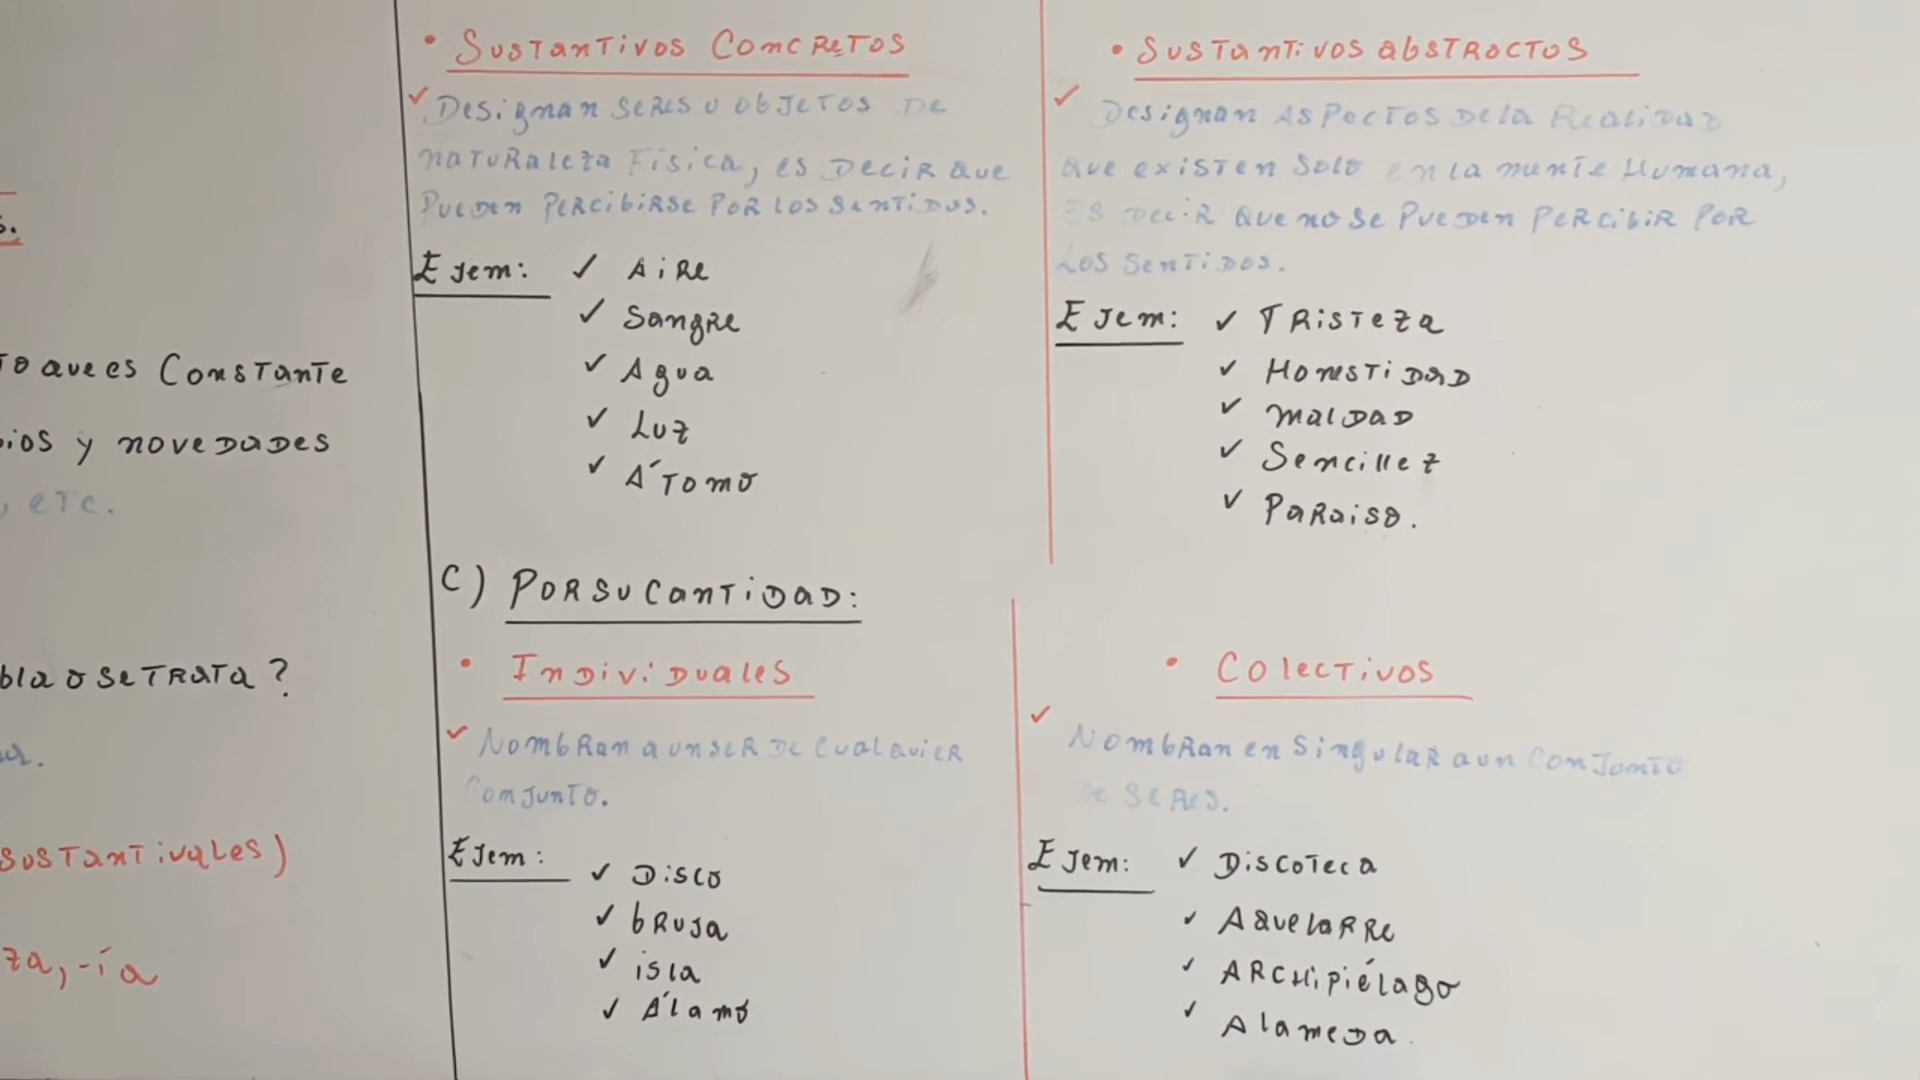 s.
to que es Constante
bios y novedades
, etc.
bla o se trata?
ar.
sustantivales)
za, -ía
• Sustantivos Concretos
✓ Designan seres u objetos de
naturaleza física, es decir que
pueden percibirse por los sentidos.
Ejem: ✓ Aire
✓ Sangre
✓ Agua
✓ Luz
✓ Átomo
• Sustantivos abstractos
✓ Designan aspectos de la realidad
que existen solo en la mente humana,
es decir que no se pueden percibir por
los sentidos.
Ejem: ✓ Tristeza
✓ Honestidad
✓ maldad
✓ Sencillez
✓ Paraiso.
C) Por su cantidad:
• Individuales
✓ Nombran a un ser de cualquier
conjunto.
Ejem: ✓ Disco
✓ bruja
✓ isla
✓ Álamo
• Colectivos
✓ Nombran en singular a un conjunto
de seres.
Ejem: ✓ Discoteca
✓ Aquelarre
✓ Archipiélago
✓ Alameda.